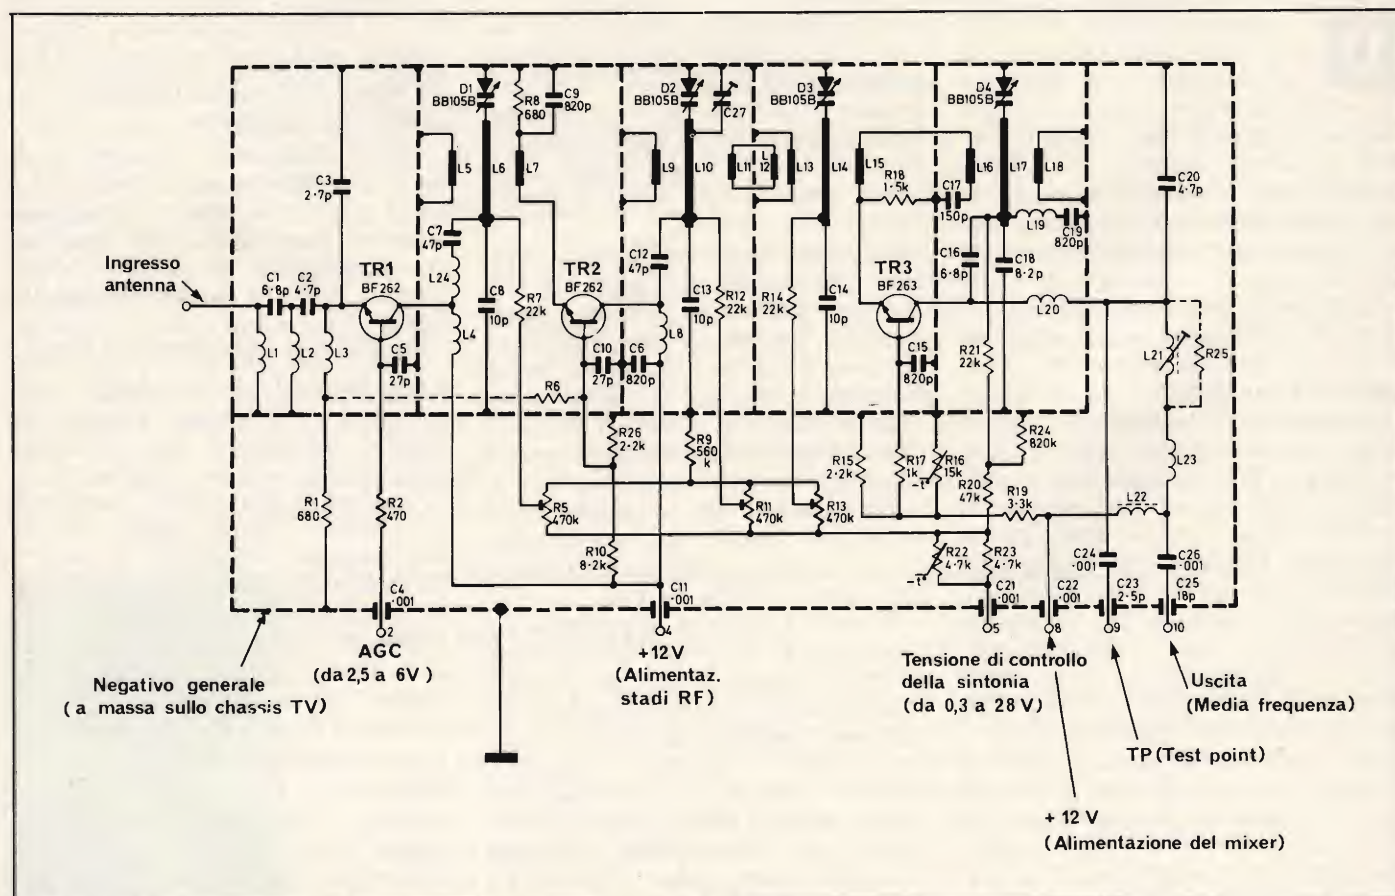 D1
BB105B
R8
680
C9
820p
D2
BB105B
C27
D3
BB105B
D4
BB105B
C3
2·7p
L5
L6
L7
L9
L10
L11
L
12
L13
L14
L15
R18
1·5k
L16
C17
150p
L17
L18
C20
4·7p
L19
C19
820p
Ingresso
antenna
C1
6·8p
C2
4·7p
TR1
BF262
C7
47p
L24
L4
C8
10p
R7
22k
TR2
BF262
C12
47p
L8
C13
10p
R12
22k
R14
22k
C14
10p
TR3
BF263
C16
6·8p
C18
8·2p
L20
L1
L2
L3
C5
27p
C10
27p
C6
820p
C15
820p
R21
22k
L21
R25
R6
R26
2·2k
R9
560
k
R15
2·2k
R17
1k
R16
15k
-t°
R24
820k
R20
47k
L23
R1
680
R2
470
R5
470k
R11
470k
R13
470k
R19
3·3k
L22
R10
8·2k
R22
4·7k
-t°
R23
4·7k
C24
·001
C26
·001
C4
·001
C11
·001
C21
·001
C22
·001
C23
2·5p
C25
18p
2
4
5
8
9
10
AGC
(da 2,5 a 6V)
+12V
(Alimentaz.
stadi RF)
Negativo generale
(a massa sullo chassis TV)
Tensione di controllo
della sintonia
(da 0,3 a 28 V)
Uscita
(Media frequenza)
TP (Test point)
+ 12 V
(Alimentazione del mixer)